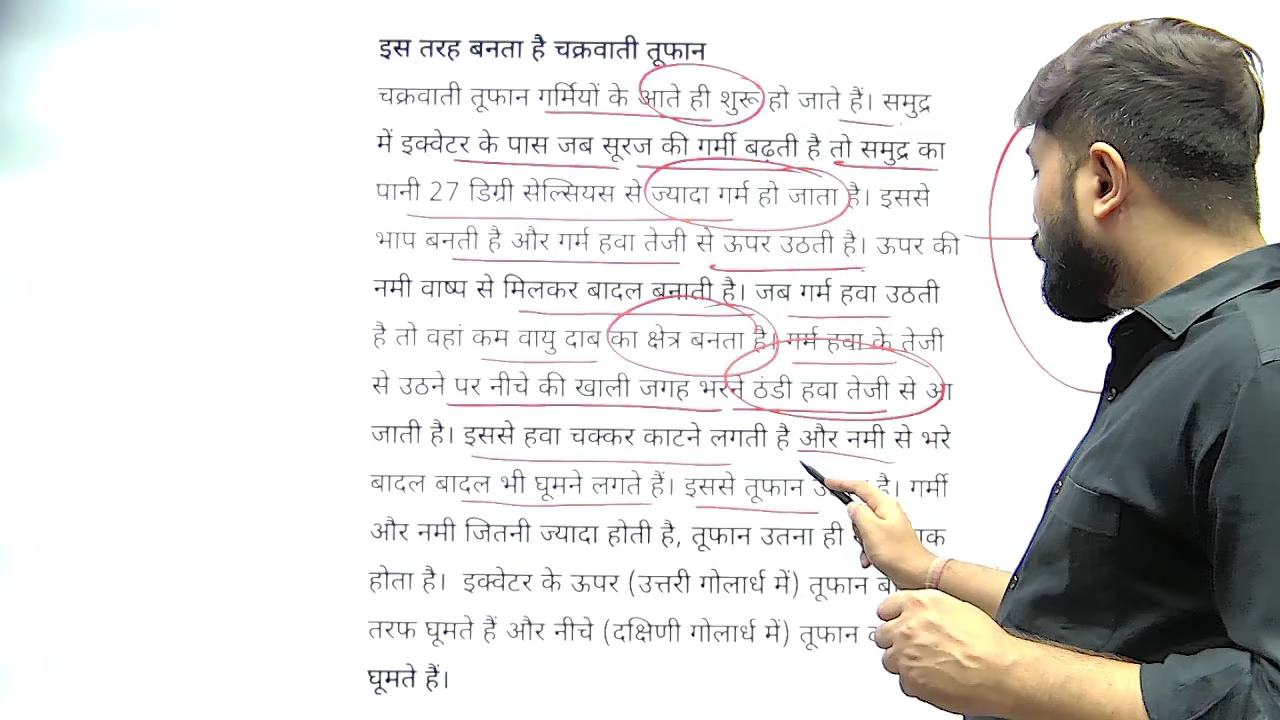 इस तरह बनता है चक्रवाती तूफान
चक्रवाती तूफान गर्मियों के आते ही शुरू हो जाते हैं। समुद्र
में इक्वेटर के पास जब सूरज की गर्मी बढ़ती है तो समुद्र का
पानी 27 डिग्री सेल्सियस से ज्यादा गर्म हो जाता है। इससे
भाप बनती है और गर्म हवा तेजी से ऊपर उठती है। ऊपर की
नमी वाष्प से मिलकर बादल बनाती है। जब गर्म हवा उठती
है तो वहां कम वायु दाब का क्षेत्र बनता है। गर्म हवा के तेजी
से उठने पर नीचे की खाली जगह भरने ठंडी हवा तेजी से आ
जाती है। इससे हवा चक्कर काटने लगती है और नमी से भरे
बादल बादल भी घूमने लगते हैं। इससे तूफान है। गर्मी
और नमी जितनी ज्यादा होती है, तूफान उतना ही
होता है। इक्वेटर के ऊपर (उत्तरी गोलार्ध में) तूफान
तरफ घूमते हैं और नीचे (दक्षिणी गोलार्ध में) तूफान
घूमते हैं।